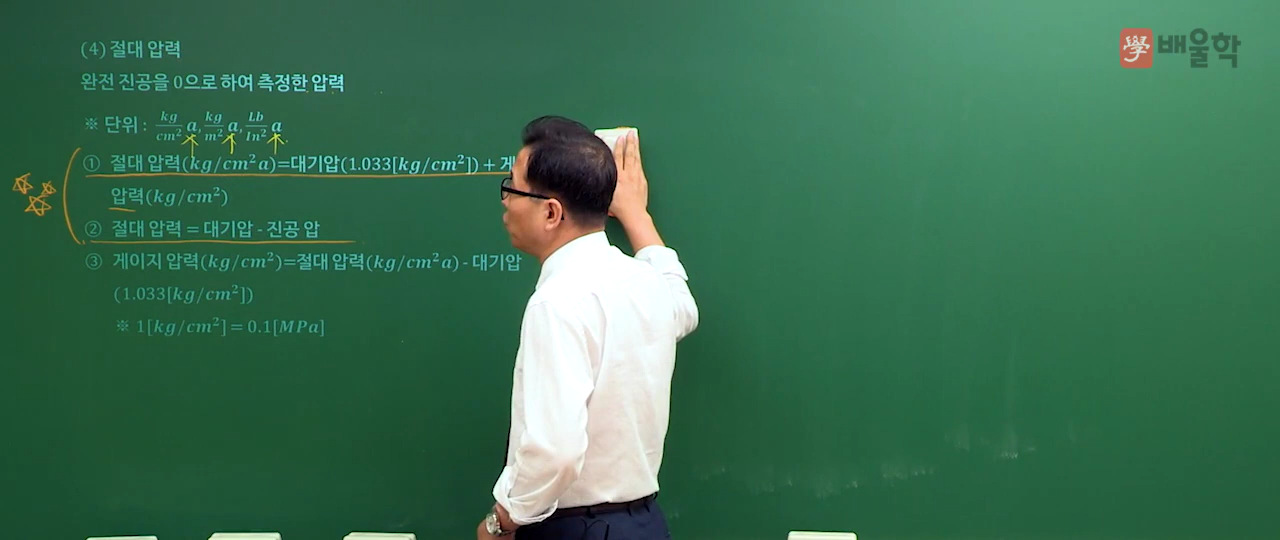 (4) 절대 압력
완전 진공을 0으로 하여 측정한 압력
※ 단위 : kg/cm² a, kg/m² a, Lb/In² a
① 절대 압력(kg/cm²a)=대기압(1.033[kg/cm²]) + 게
압력(kg/cm²)
② 절대 압력 = 대기압 - 진공 압
③ 게이지 압력(kg/cm²)=절대 압력(kg/cm²a) - 대기압
(1.033[kg/cm²])
※ 1[kg/cm²] = 0.1[MPa]
學 배울학